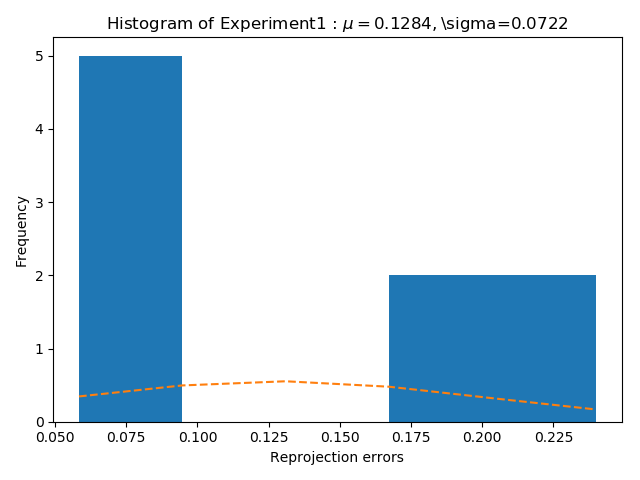 Histogram of Experiment1 : μ = 0.1284, \sigma=0.0722
Frequency
5
4
3
2
1
0
0.050 0.075 0.100 0.125 0.150 0.175 0.200 0.225
Reprojection errors